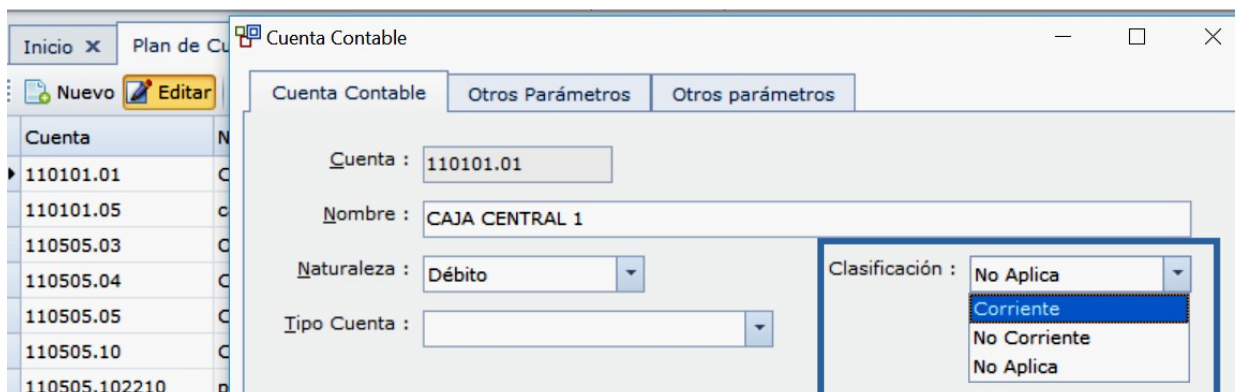 Inicio X
Plan de Cu
Nuevo Editar
Cuenta N
110101.01 C
110101.05 c
110505.03 C
110505.04 C
110505.05 C
110505.10 C
110505.102210 p
Cuenta Contable
Cuenta Contable Otros Parámetros Otros parámetros
Cuenta : 110101.01
Nombre : CAJA CENTRAL 1
Naturaleza : Débito Clasificación : No Aplica
Corriente
Tipo Cuenta :
No Corriente
No Aplica